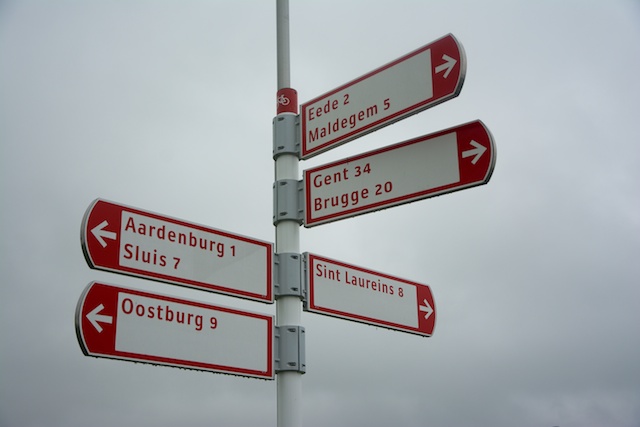 Eede 2
Maldegem 5
Gent 34
Brugge 20
Aardenburg 1
Sluis 7
Sint Laureins 8
Oostburg 9